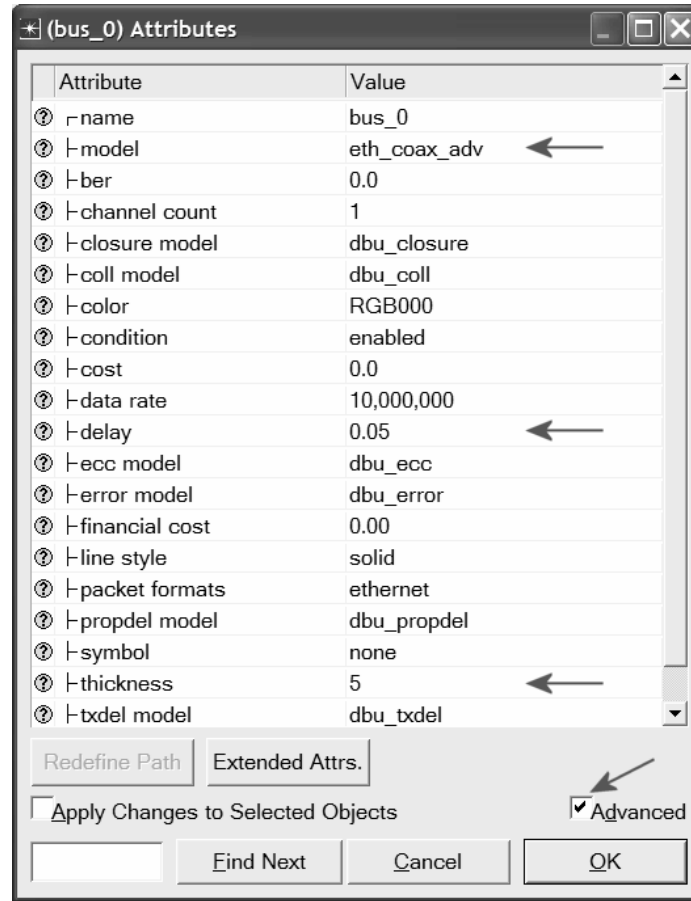 (bus_0) Attributes
Attribute Value
name bus_0
model eth_coax_adv
ber 0.0
channel count 1
closure model dbu_closure
coll model dbu_coll
color RGB000
condition enabled
cost 0.0
data rate 10,000,000
delay 0.05
ecc model dbu_ecc
error model dbu_error
financial cost 0.00
line style solid
packet formats ethernet
propdel model dbu_propdel
symbol none
thickness 5
txdel model dbu_txdel
Redefine Path Extended Attrs.
Apply Changes to Selected Objects Advanced
Find Next Cancel OK